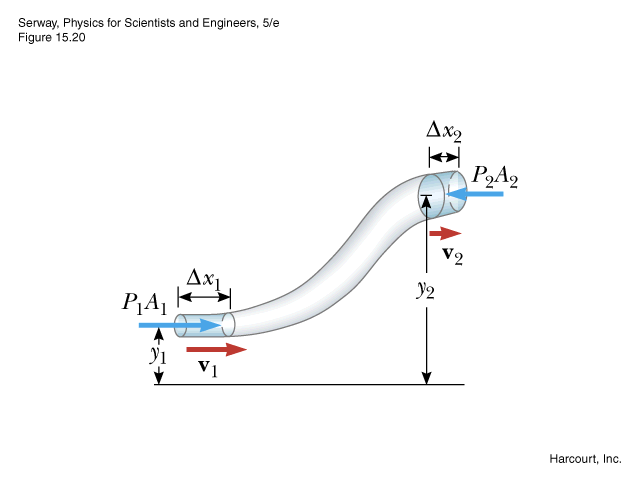 Serway, Physics for Scientists and Engineers, 5/e
Figure 15.20
Δx₂
P₂A₂
v₂
Δx₁
y₂
P₁A₁
y₁
v₁
Harcourt, Inc.